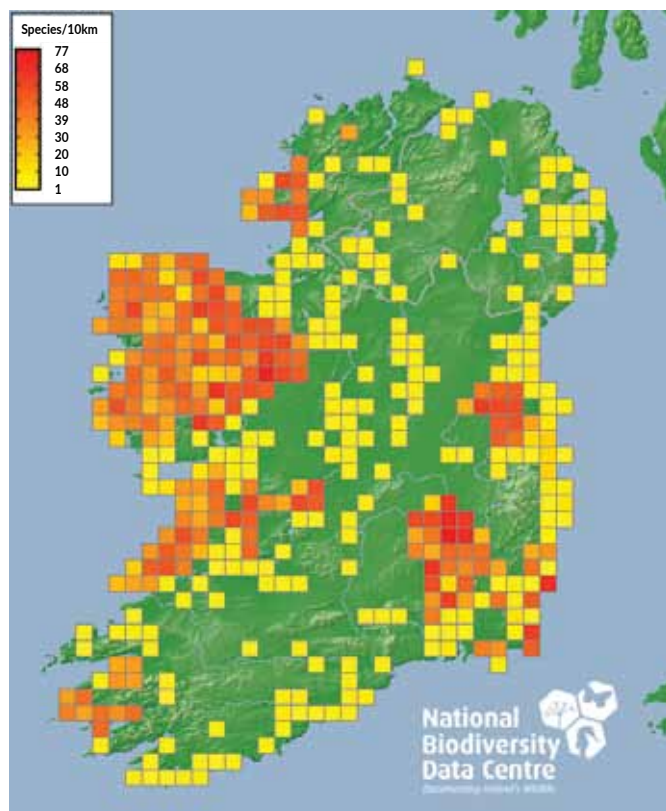 Species/10km
77
68
58
48
39
30
20
10
1
National
Biodiversity
Data Centre